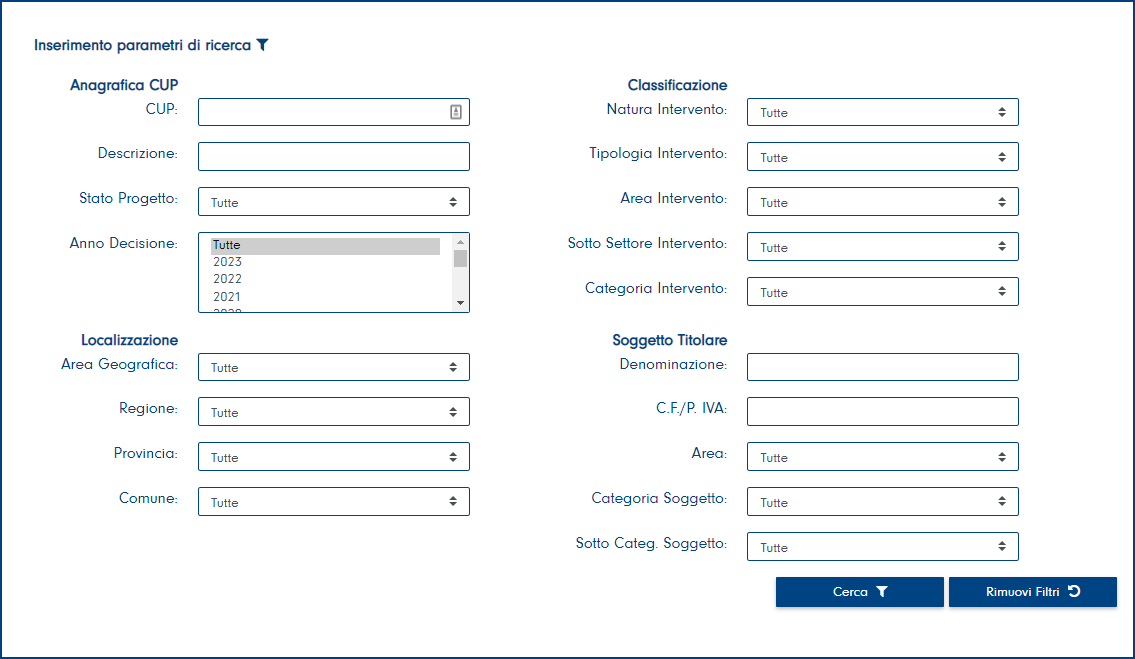 Inserimento parametri di ricerca
Anagrafica CUP
CUP:
Descrizione:
Stato Progetto: Tutte
Anno Decisione: Tutte
2023
2022
2021
2020
Localizzazione
Area Geografica: Tutte
Regione: Tutte
Provincia: Tutte
Comune: Tutte
Classificazione
Natura Intervento: Tutte
Tipologia Intervento: Tutte
Area Intervento: Tutte
Sotto Settore Intervento: Tutte
Categoria Intervento: Tutte
Soggetto Titolare
Denominazione:
C.F./P. IVA:
Area: Tutte
Categoria Soggetto: Tutte
Sotto Categ. Soggetto: Tutte
Cerca
Rimuovi Filtri